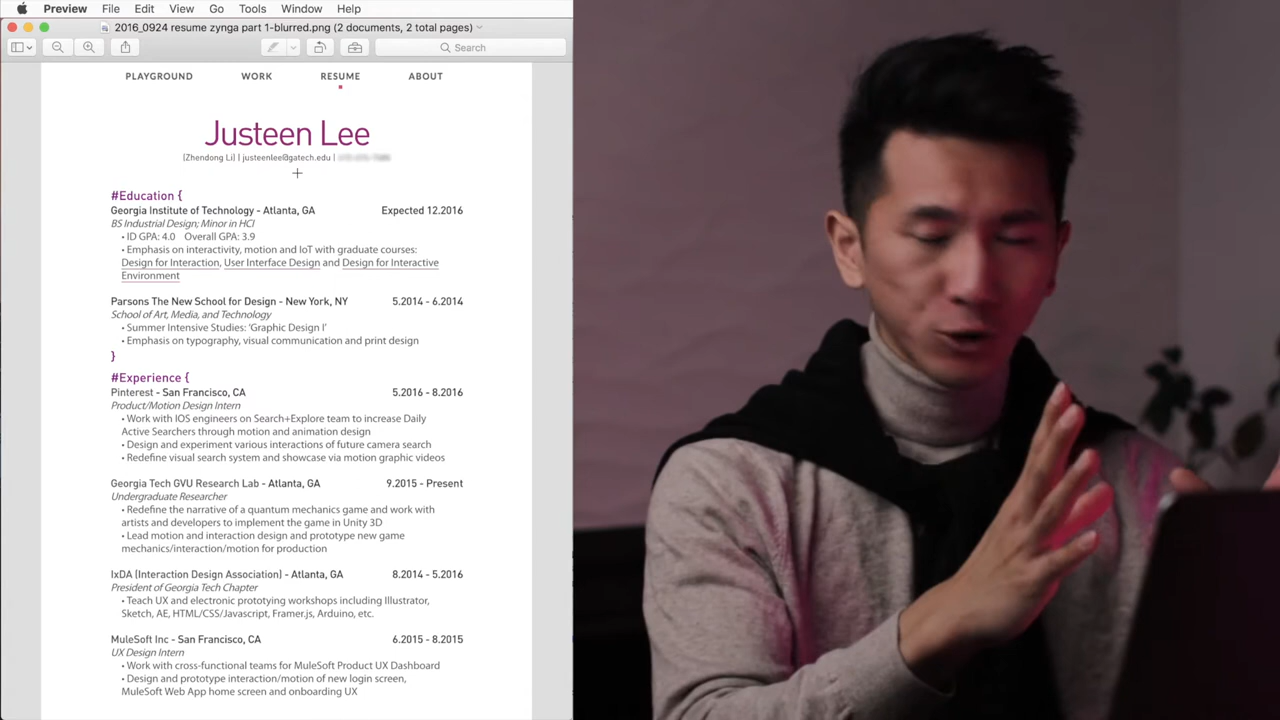 Preview File Edit View Go Tools Window Help
2016_0924 resume zynga part 1-blurred.png (2 documents, 2 total pages)
Search
PLAYGROUND WORK RESUME ABOUT
Justeen Lee
(Zhendong Li) | justeenlee@gatech.edu |
#Education {
Georgia Institute of Technology - Atlanta, GA Expected 12.2016
BS Industrial Design; Minor in HCI
• ID GPA: 4.0 Overall GPA: 3.9
• Emphasis on interactivity, motion and IoT with graduate courses:
Design for Interaction, User Interface Design and Design for Interactive
Environment
Parsons The New School for Design - New York, NY 5.2014 - 6.2014
School of Art, Media, and Technology
• Summer Intensive Studies: ‘Graphic Design I’
• Emphasis on typography, visual communication and print design
}
#Experience {
Pinterest - San Francisco, CA 5.2016 - 8.2016
Product/Motion Design Intern
• Work with IOS engineers on Search+Explore team to increase Daily
Active Searchers through motion and animation design
• Design and experiment various interactions of future camera search
• Redefine visual search system and showcase via motion graphic videos
Georgia Tech GVU Research Lab - Atlanta, GA 9.2015 - Present
Undergraduate Researcher
• Redefine the narrative of a quantum mechanics game and work with
artists and developers to implement the game in Unity 3D
• Lead motion and interaction design and prototype new game
mechanics/interaction/motion for production
IxDA (Interaction Design Association) - Atlanta, GA 8.2014 - 5.2016
President of Georgia Tech Chapter
• Teach UX and electronic prototying workshops including Illustrator,
Sketch, AE, HTML/CSS/Javascript, Framer.js, Arduino, etc.
MuleSoft Inc - San Francisco, CA 6.2015 - 8.2015
UX Design Intern
• Work with cross-functional teams for MuleSoft Product UX Dashboard
• Design and prototype interaction/motion of new login screen,
MuleSoft Web App home screen and onboarding UX